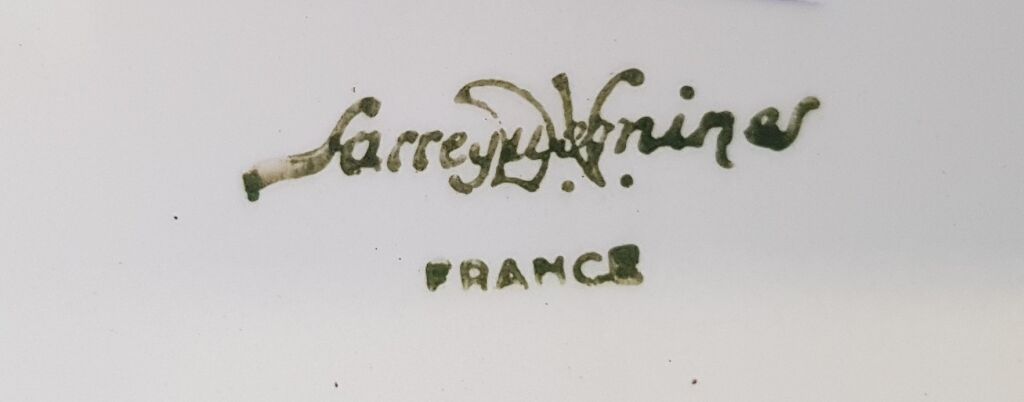 Sarreguemines
D.V.
FRANCE